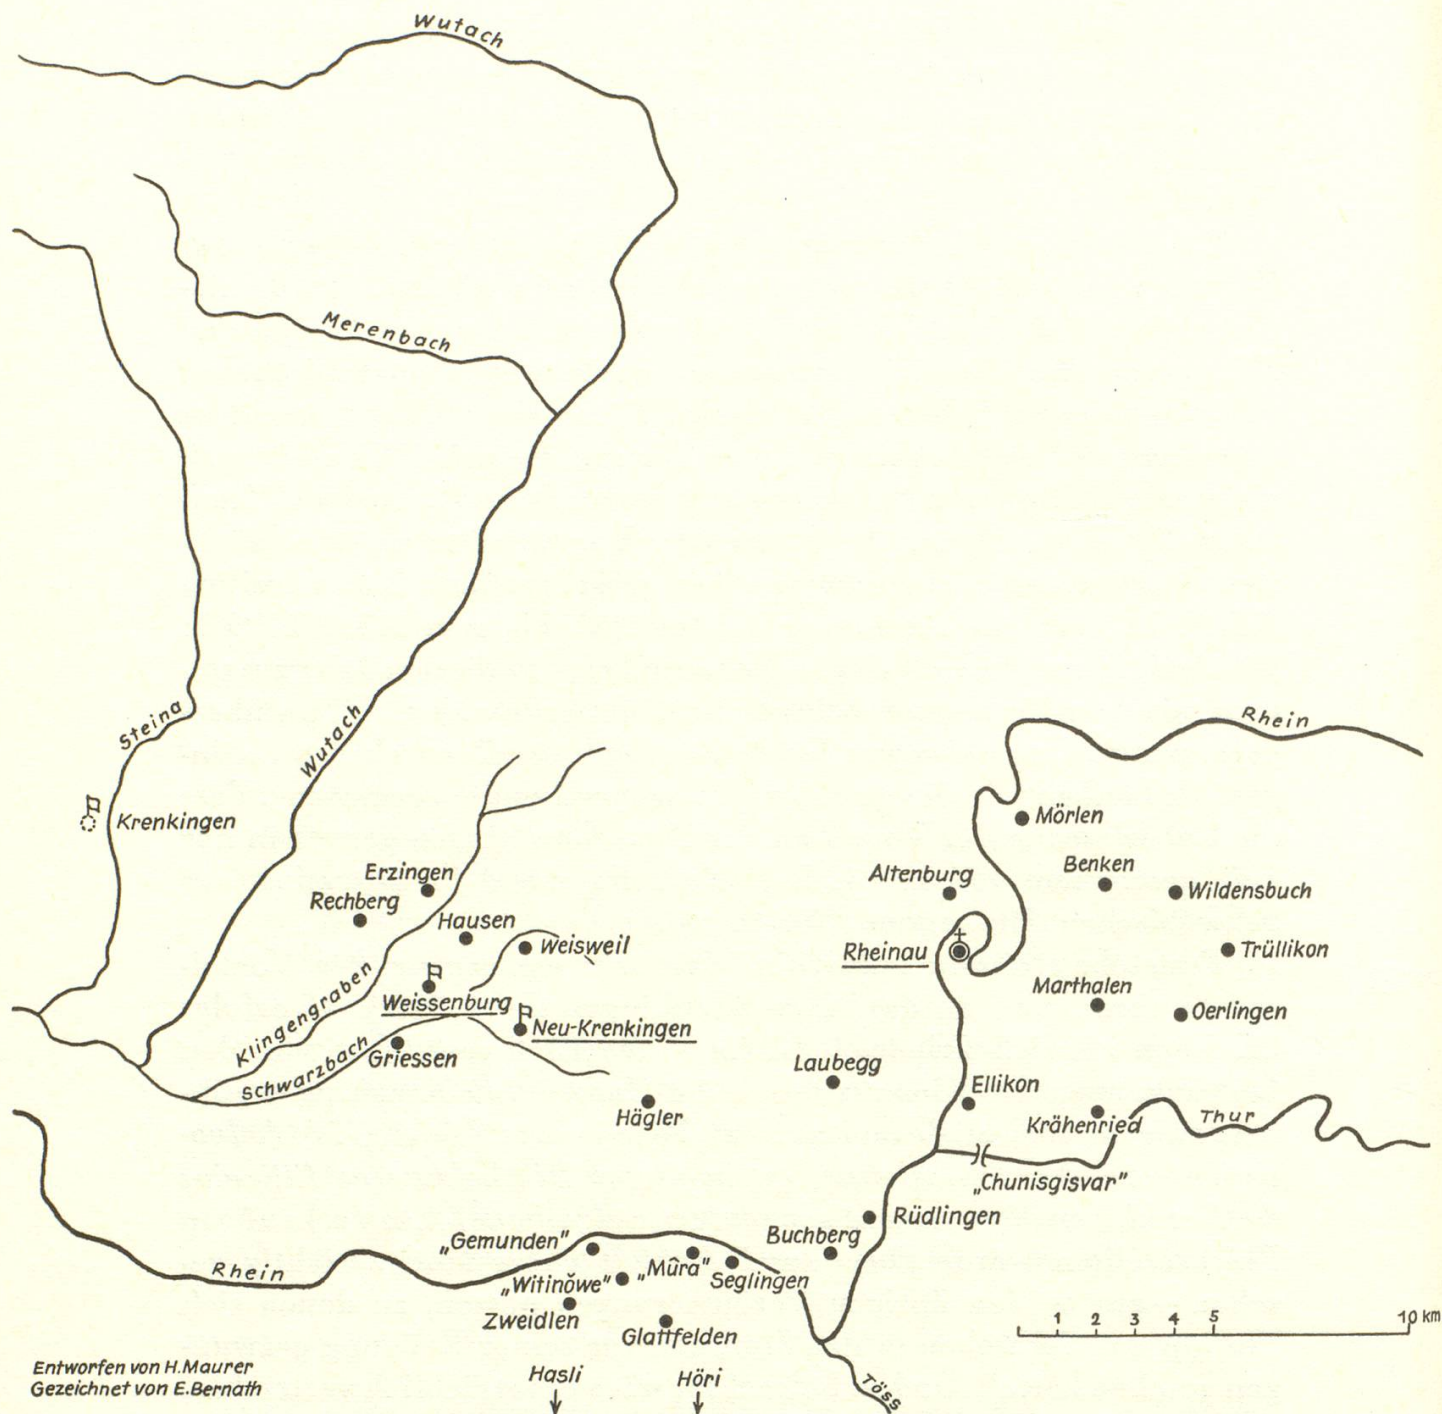 Wutach
Merenbach
Steina
Wutach
Rhein
Krenkingen
Mörlen
Erzingen
Altenburg
Benken
Rechberg
Wildensbuch
Hausen
Weisweil
Rheinau
Trüllikon
Klingengraben
Weissenburg
Marthalen
Neu-Krenkingen
Oerlingen
Schwarzbach
Griessen
Laubegg
Ellikon
Hägler
Krähenried
Thur
„Chunisgisvar"
Rüdlingen
Buchberg
„Gemunden"
Rhein
„Witinǒwe"
„Mûra"
Seglingen
Zweidlen
Glattfelden
1 2 3 4 5 10 km
Entworfen von H.Maurer
Gezeichnet von E.Bernath
Hasli
Höri
Töss